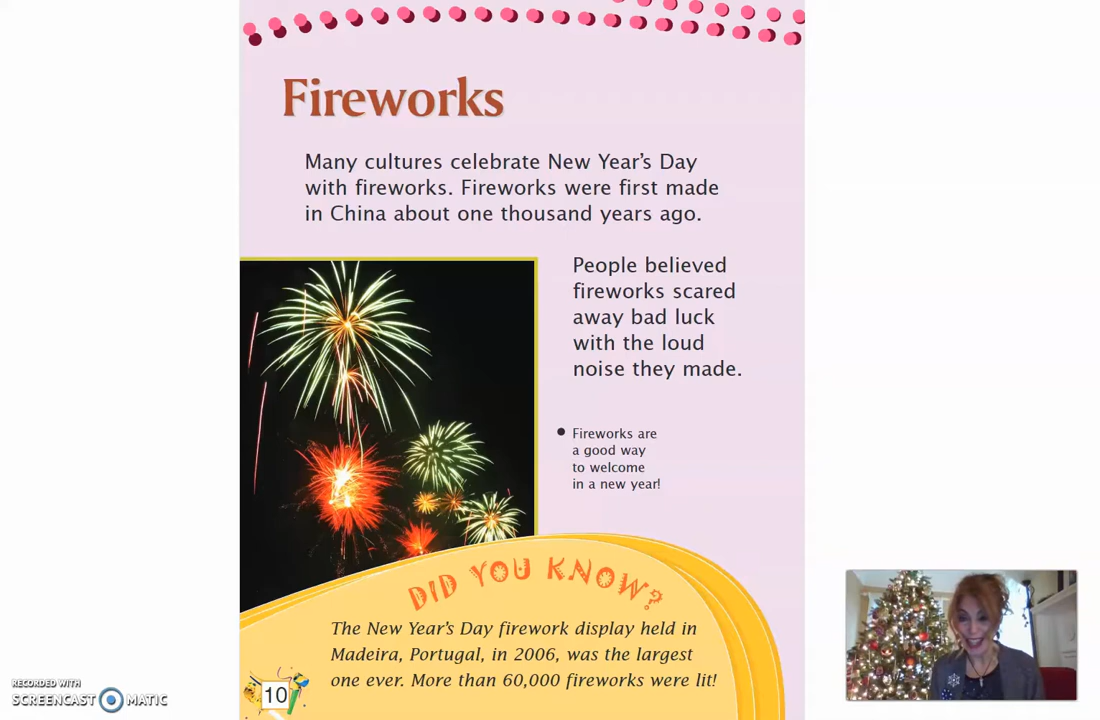 Fireworks
Many cultures celebrate New Year's Day
with fireworks. Fireworks were first made
in China about one thousand years ago.
People believed
fireworks scared
away bad luck
with the loud
noise they made.
Fireworks are
a good way
to welcome
in a new year!
DID YOU KNOW?
The New Year's Day firework display held in
Madeira, Portugal, in 2006, was the largest
one ever. More than 60,000 fireworks were lit!
10
RECORDED WITH
SCREENCAST MATIC